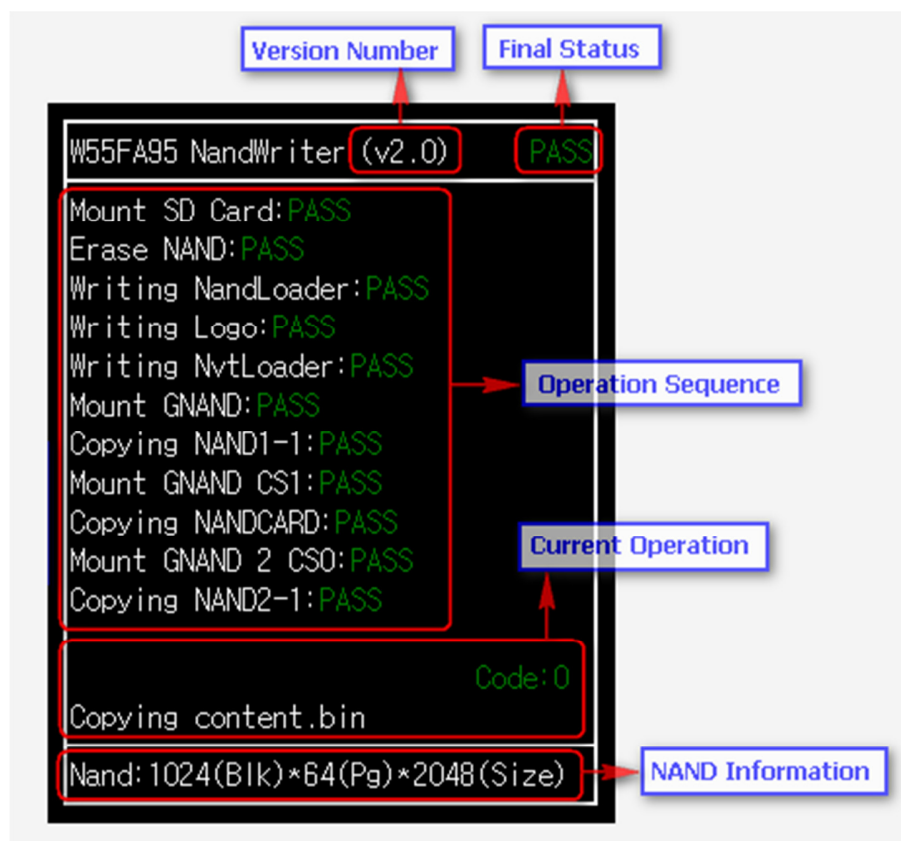 Version Number
Final Status
W55FA95 NandWriter (v2.0) PASS
Mount SD Card:PASS
Erase NAND:PASS
Writing NandLoader:PASS
Writing Logo:PASS
Writing NvtLoader:PASS
Mount GNAND:PASS
Copying NAND1-1:PASS
Mount GNAND CS1:PASS
Copying NANDCARD:PASS
Mount GNAND 2 CS0:PASS
Copying NAND2-1:PASS
Operation Sequence
Current Operation
Code:0
Copying content.bin
Nand:1024(Blk)*64(Pg)*2048(Size)
NAND Information